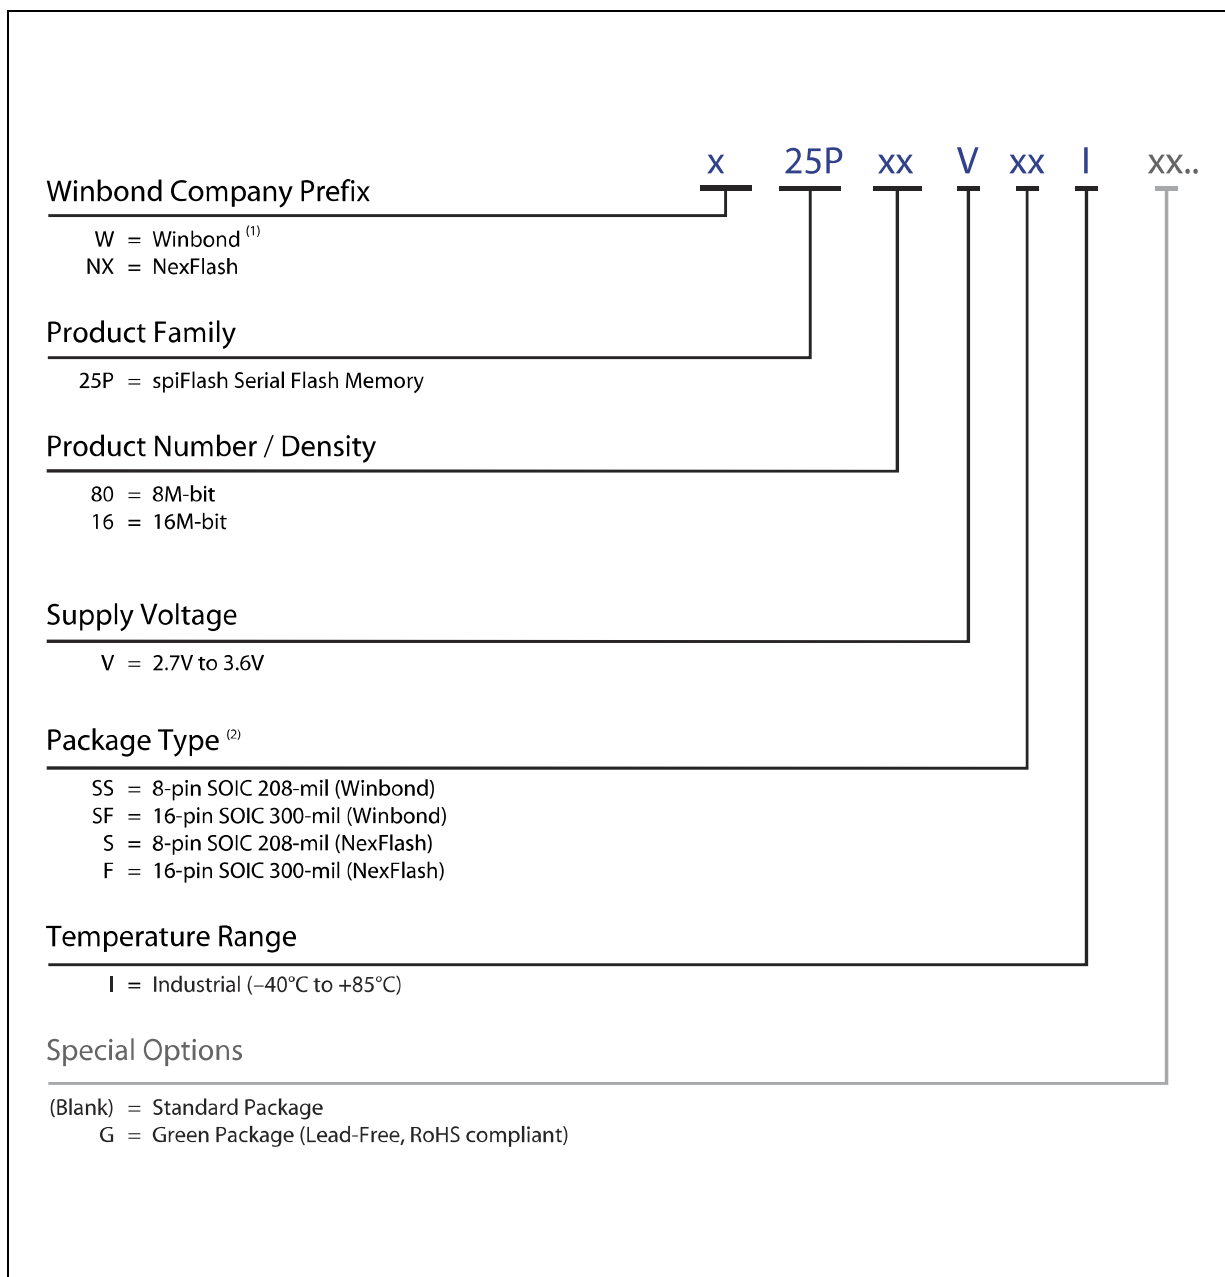 x 25P xx V xx I xx..
Winbond Company Prefix
W = Winbond (1)
NX = NexFlash
Product Family
25P = spiFlash Serial Flash Memory
Product Number / Density
80 = 8M-bit
16 = 16M-bit
Supply Voltage
V = 2.7V to 3.6V
Package Type (2)
SS = 8-pin SOIC 208-mil (Winbond)
SF = 16-pin SOIC 300-mil (Winbond)
S = 8-pin SOIC 208-mil (NexFlash)
F = 16-pin SOIC 300-mil (NexFlash)
Temperature Range
I = Industrial (–40°C to +85°C)
Special Options
(Blank) = Standard Package
G = Green Package (Lead-Free, RoHS compliant)